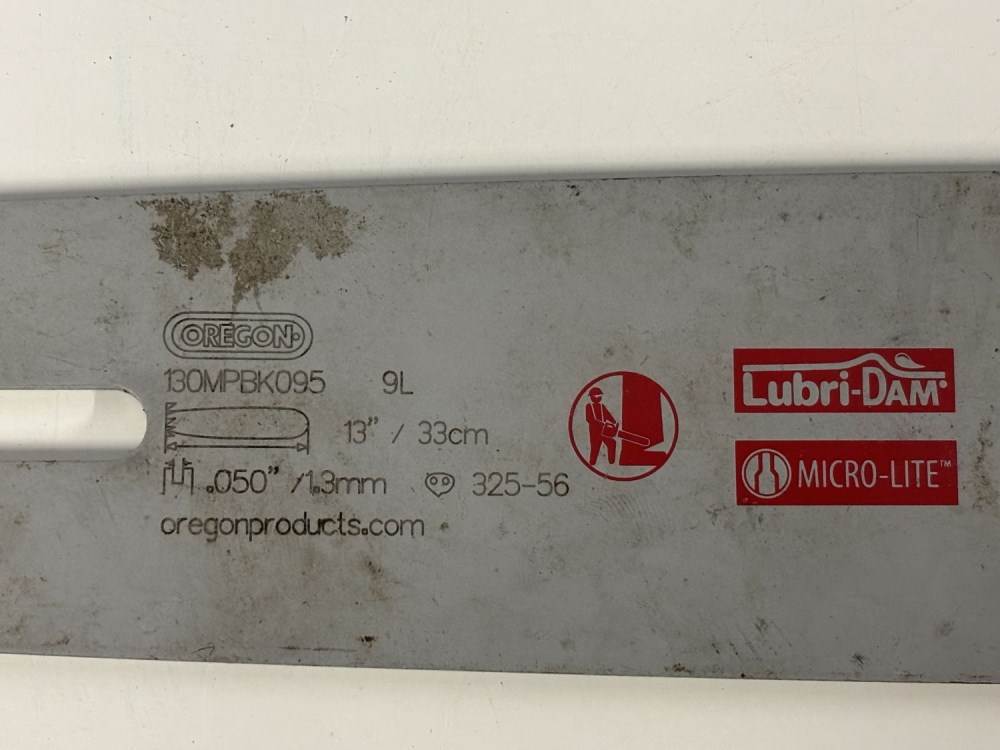 OREGON
130MPBK095 9L
13" / 33cm
.050" /1.3mm 325-56
oregonproducts.com
Lubri-DAM
MICRO-LITE™